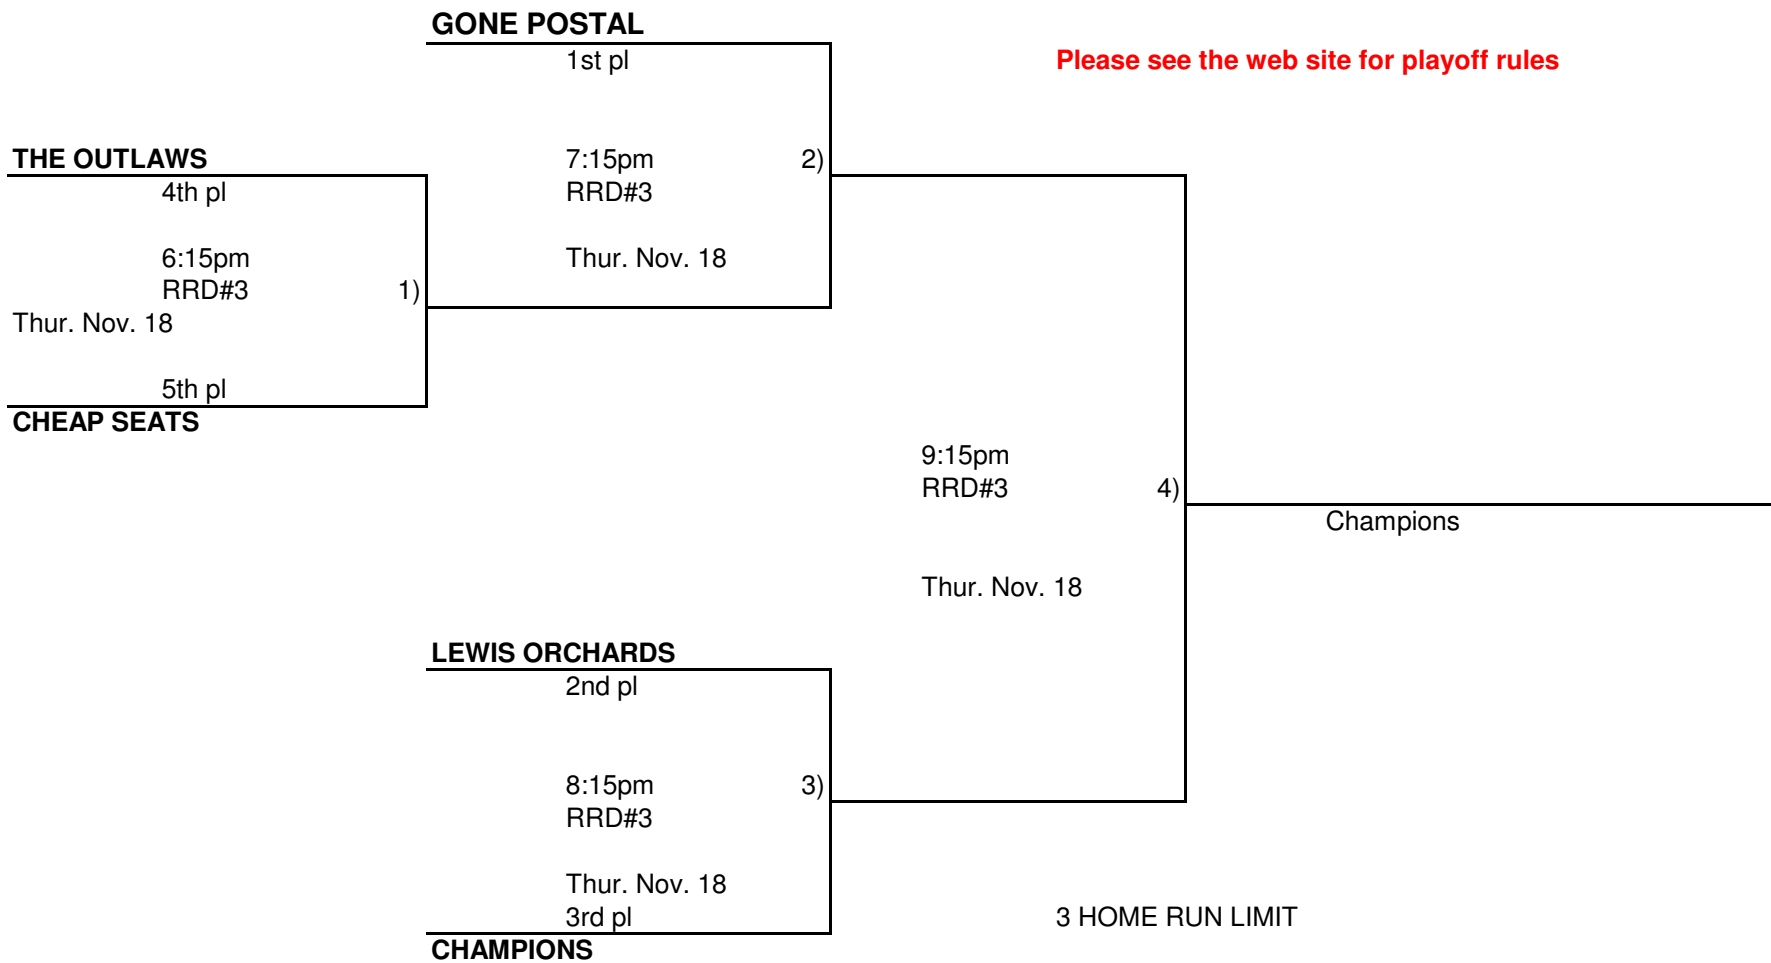 GONE POSTAL
1st pl
Please see the web site for playoff rules
THE OUTLAWS
7:15pm 2)
4th pl
RRD#3
6:15pm
Thur. Nov. 18
RRD#3 1)
Thur. Nov. 18
5th pl
CHEAP SEATS
9:15pm
RRD#3 4)
Champions
Thur. Nov. 18
LEWIS ORCHARDS
2nd pl
8:15pm 3)
RRD#3
Thur. Nov. 18
3rd pl
3 HOME RUN LIMIT
CHAMPIONS